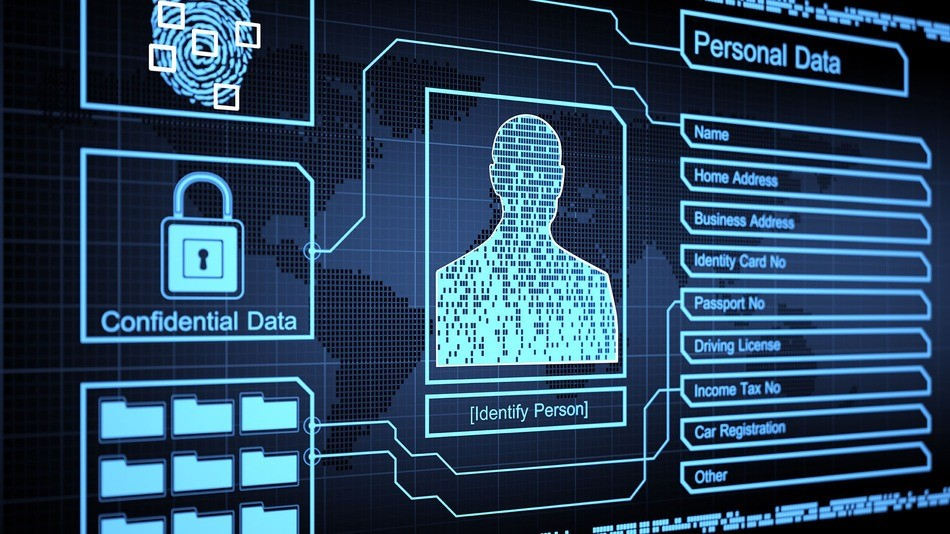 Personal Data
Name
Home Address
Business Address
Identity Card No
Passport No
Driving License
Income Tax No
Car Registration
Other
Confidential Data
[Identify Person]